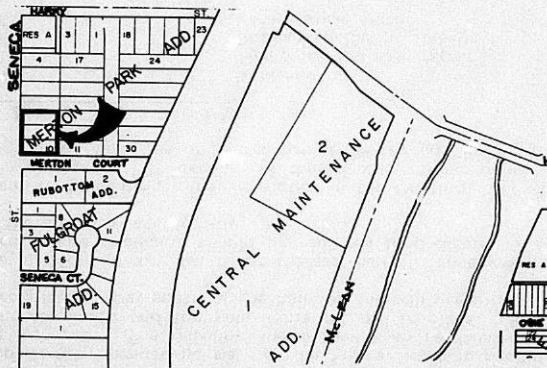 HARRY ST.
SENECA ST
RES A 3 1 18 23
4 17 24
MERTON PARK ADD.
10 11 30
MERTON COURT
1 2
RUBOTTOM ADD.
1 8
3 11
5 6
FULGROAT ADD.
SENECA CT.
19 15
1
CENTRAL MAINTENANCE ADD.
2
1
McLEAN
RES A
OSIE